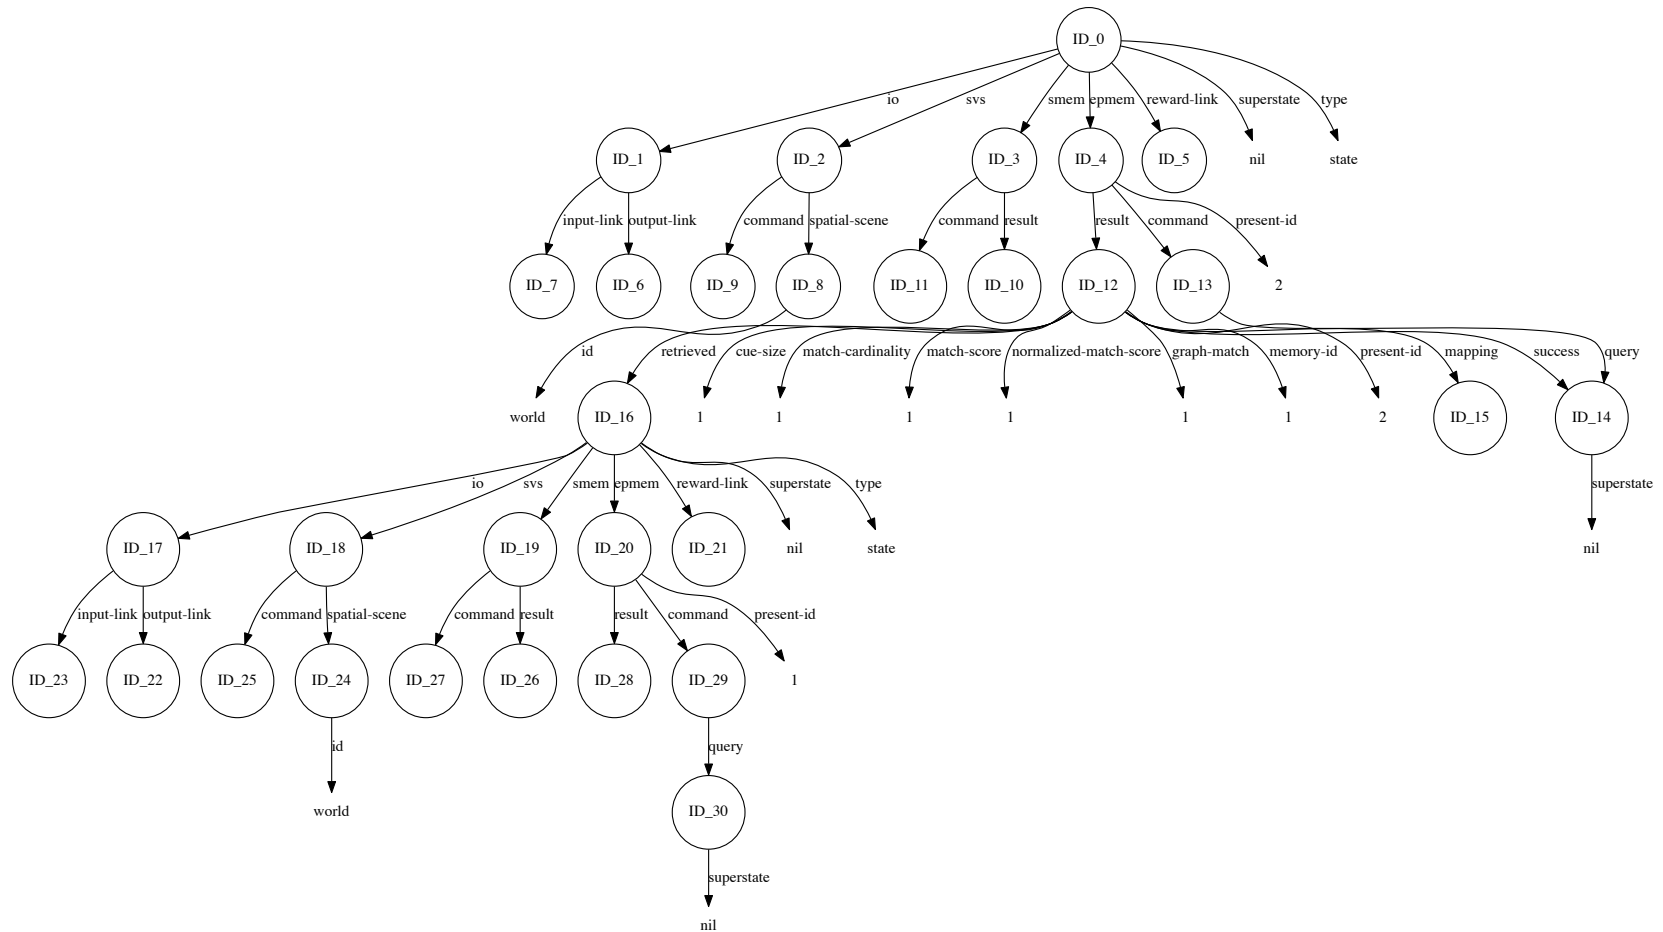 ID_0
io svs smem epmem reward-link superstate type
ID_1 ID_2 ID_3 ID_4 ID_5 nil state
input-link output-link command spatial-scene command result result command present-id
ID_7 ID_6 ID_9 ID_8 ID_11 ID_10 ID_12 ID_13 2
id retrieved cue-size match-cardinality match-score normalized-match-score graph-match memory-id present-id mapping success query
world ID_16 1 1 1 1 1 1 2 ID_15 ID_14
io svs smem epmem reward-link superstate type superstate
ID_17 ID_18 ID_19 ID_20 ID_21 nil state nil
input-link output-link command spatial-scene command result result command present-id
ID_23 ID_22 ID_25 ID_24 ID_27 ID_26 ID_28 ID_29 1
id query
world ID_30
superstate
nil